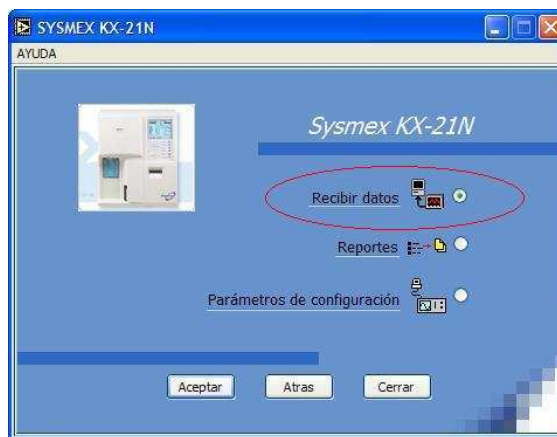 SYSMEX KX-21N
AYUDA
Sysmex KX-21N
Recibir datos
Reportes
Parámetros de configuración
Aceptar
Atras
Cerrar